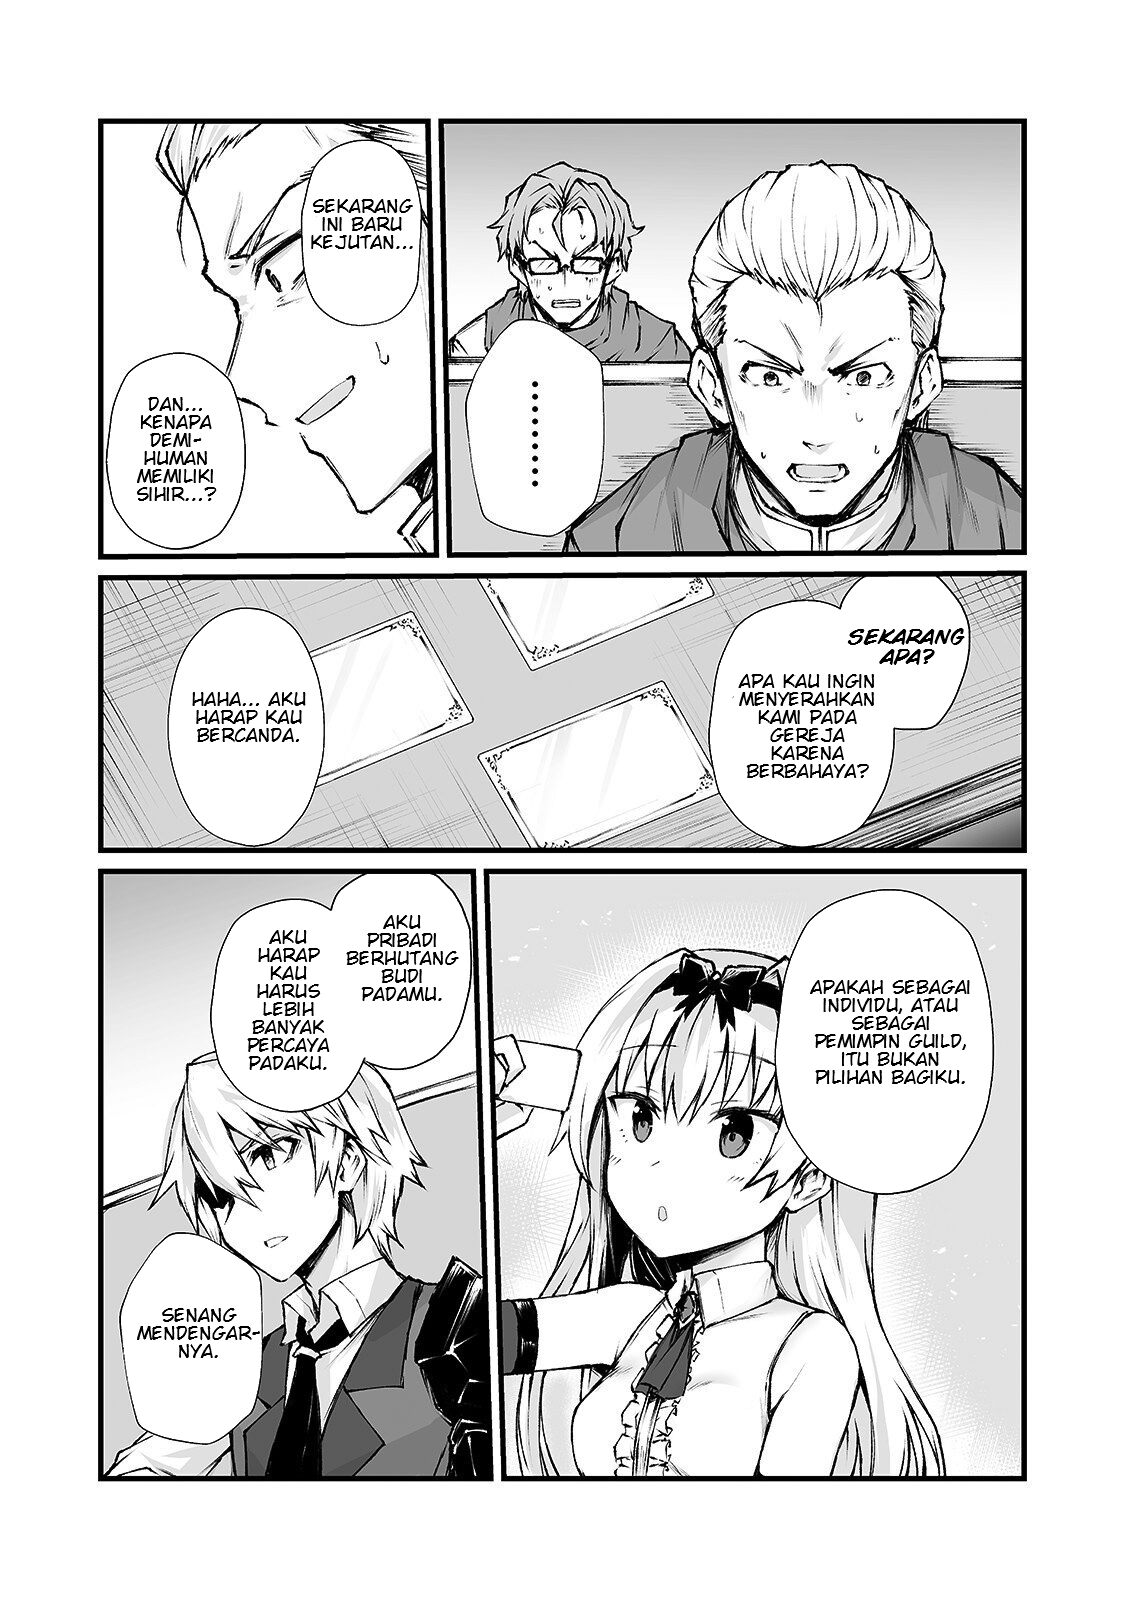 .........
SEKARANG
INI BARU
KEJUTAN...
DAN...
KENAPA
DEMI-
HUMAN
MEMILIKI
SIHIR...?
SEKARANG
APA?
APA KAU INGIN
MENYERAHKAN
KAMI PADA
GEREJA
KARENA
BERBAHAYA?
HAHA... AKU
HARAP KAU
BERCANDA.
APAKAH SEBAGAI
INDIVIDU, ATAU
SEBAGAI
PEMIMPIN GUILD,
ITU BUKAN
PILIHAN BAGIKU.
AKU
PRIBADI
BERHUTANG
BUDI
PADAMU.
AKU
HARAP
KAU
HARUS
LEBIH
BANYAK
PERCAYA
PADAKU.
SENANG
MENDENGAR-
NYA.